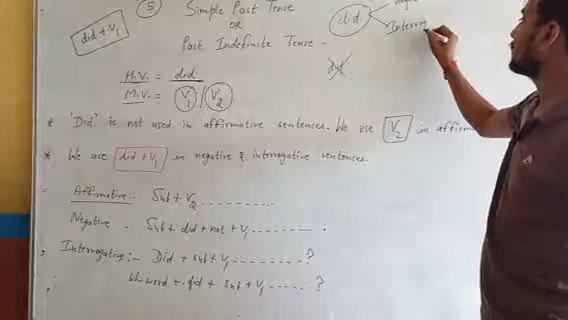 (5) Simple Past Tense
OR
Past Indefinite Tense -
did + V1
did
Interrog
H.V. = did
M.V. = V1 / V2
* 'Did' is not used in affirmative sentences. We use V2 in affirma
* We use did + V1 in negative & interrogative sentences.
Affirmative:- Sub + V2 ............
Negative - Sub + did + not + V1 ........ .
Interrogative:- Did + sub + V1 ........ ?
Wh word + did + sub + V1 ...... ?